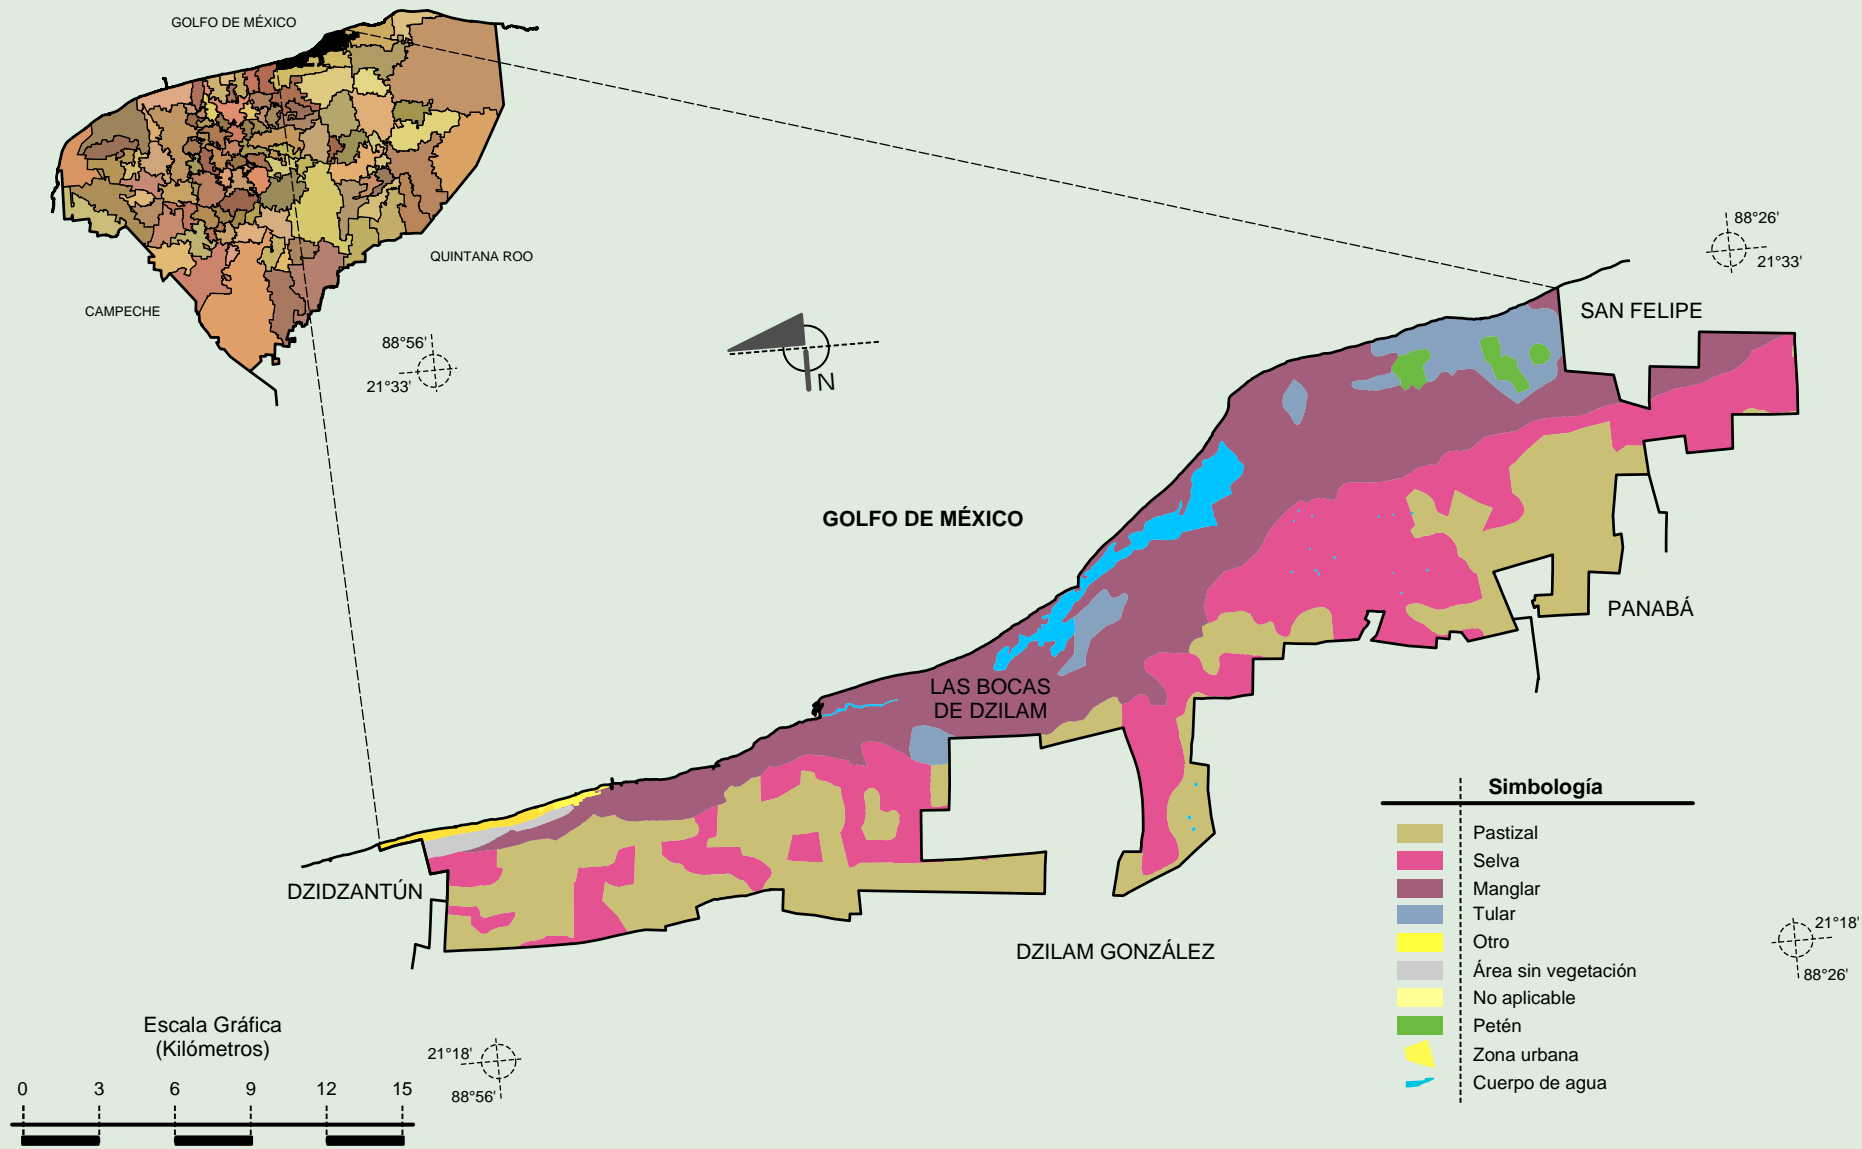 GOLFO DE MÉXICO
QUINTANA ROO
CAMPECHE
88°56'
21°33'
N
88°26'
21°33'
SAN FELIPE
GOLFO DE MÉXICO
PANABÁ
LAS BOCAS
DE DZILAM
DZIDZANTÚN
DZILAM GONZÁLEZ
Simbología
Pastizal
Selva
Manglar
Tular
Otro
Área sin vegetación
No aplicable
Petén
Zona urbana
Cuerpo de agua
21°18'
88°26'
Escala Gráfica
(Kilómetros)
0 3 6 9 12 15
21°18'
88°56'